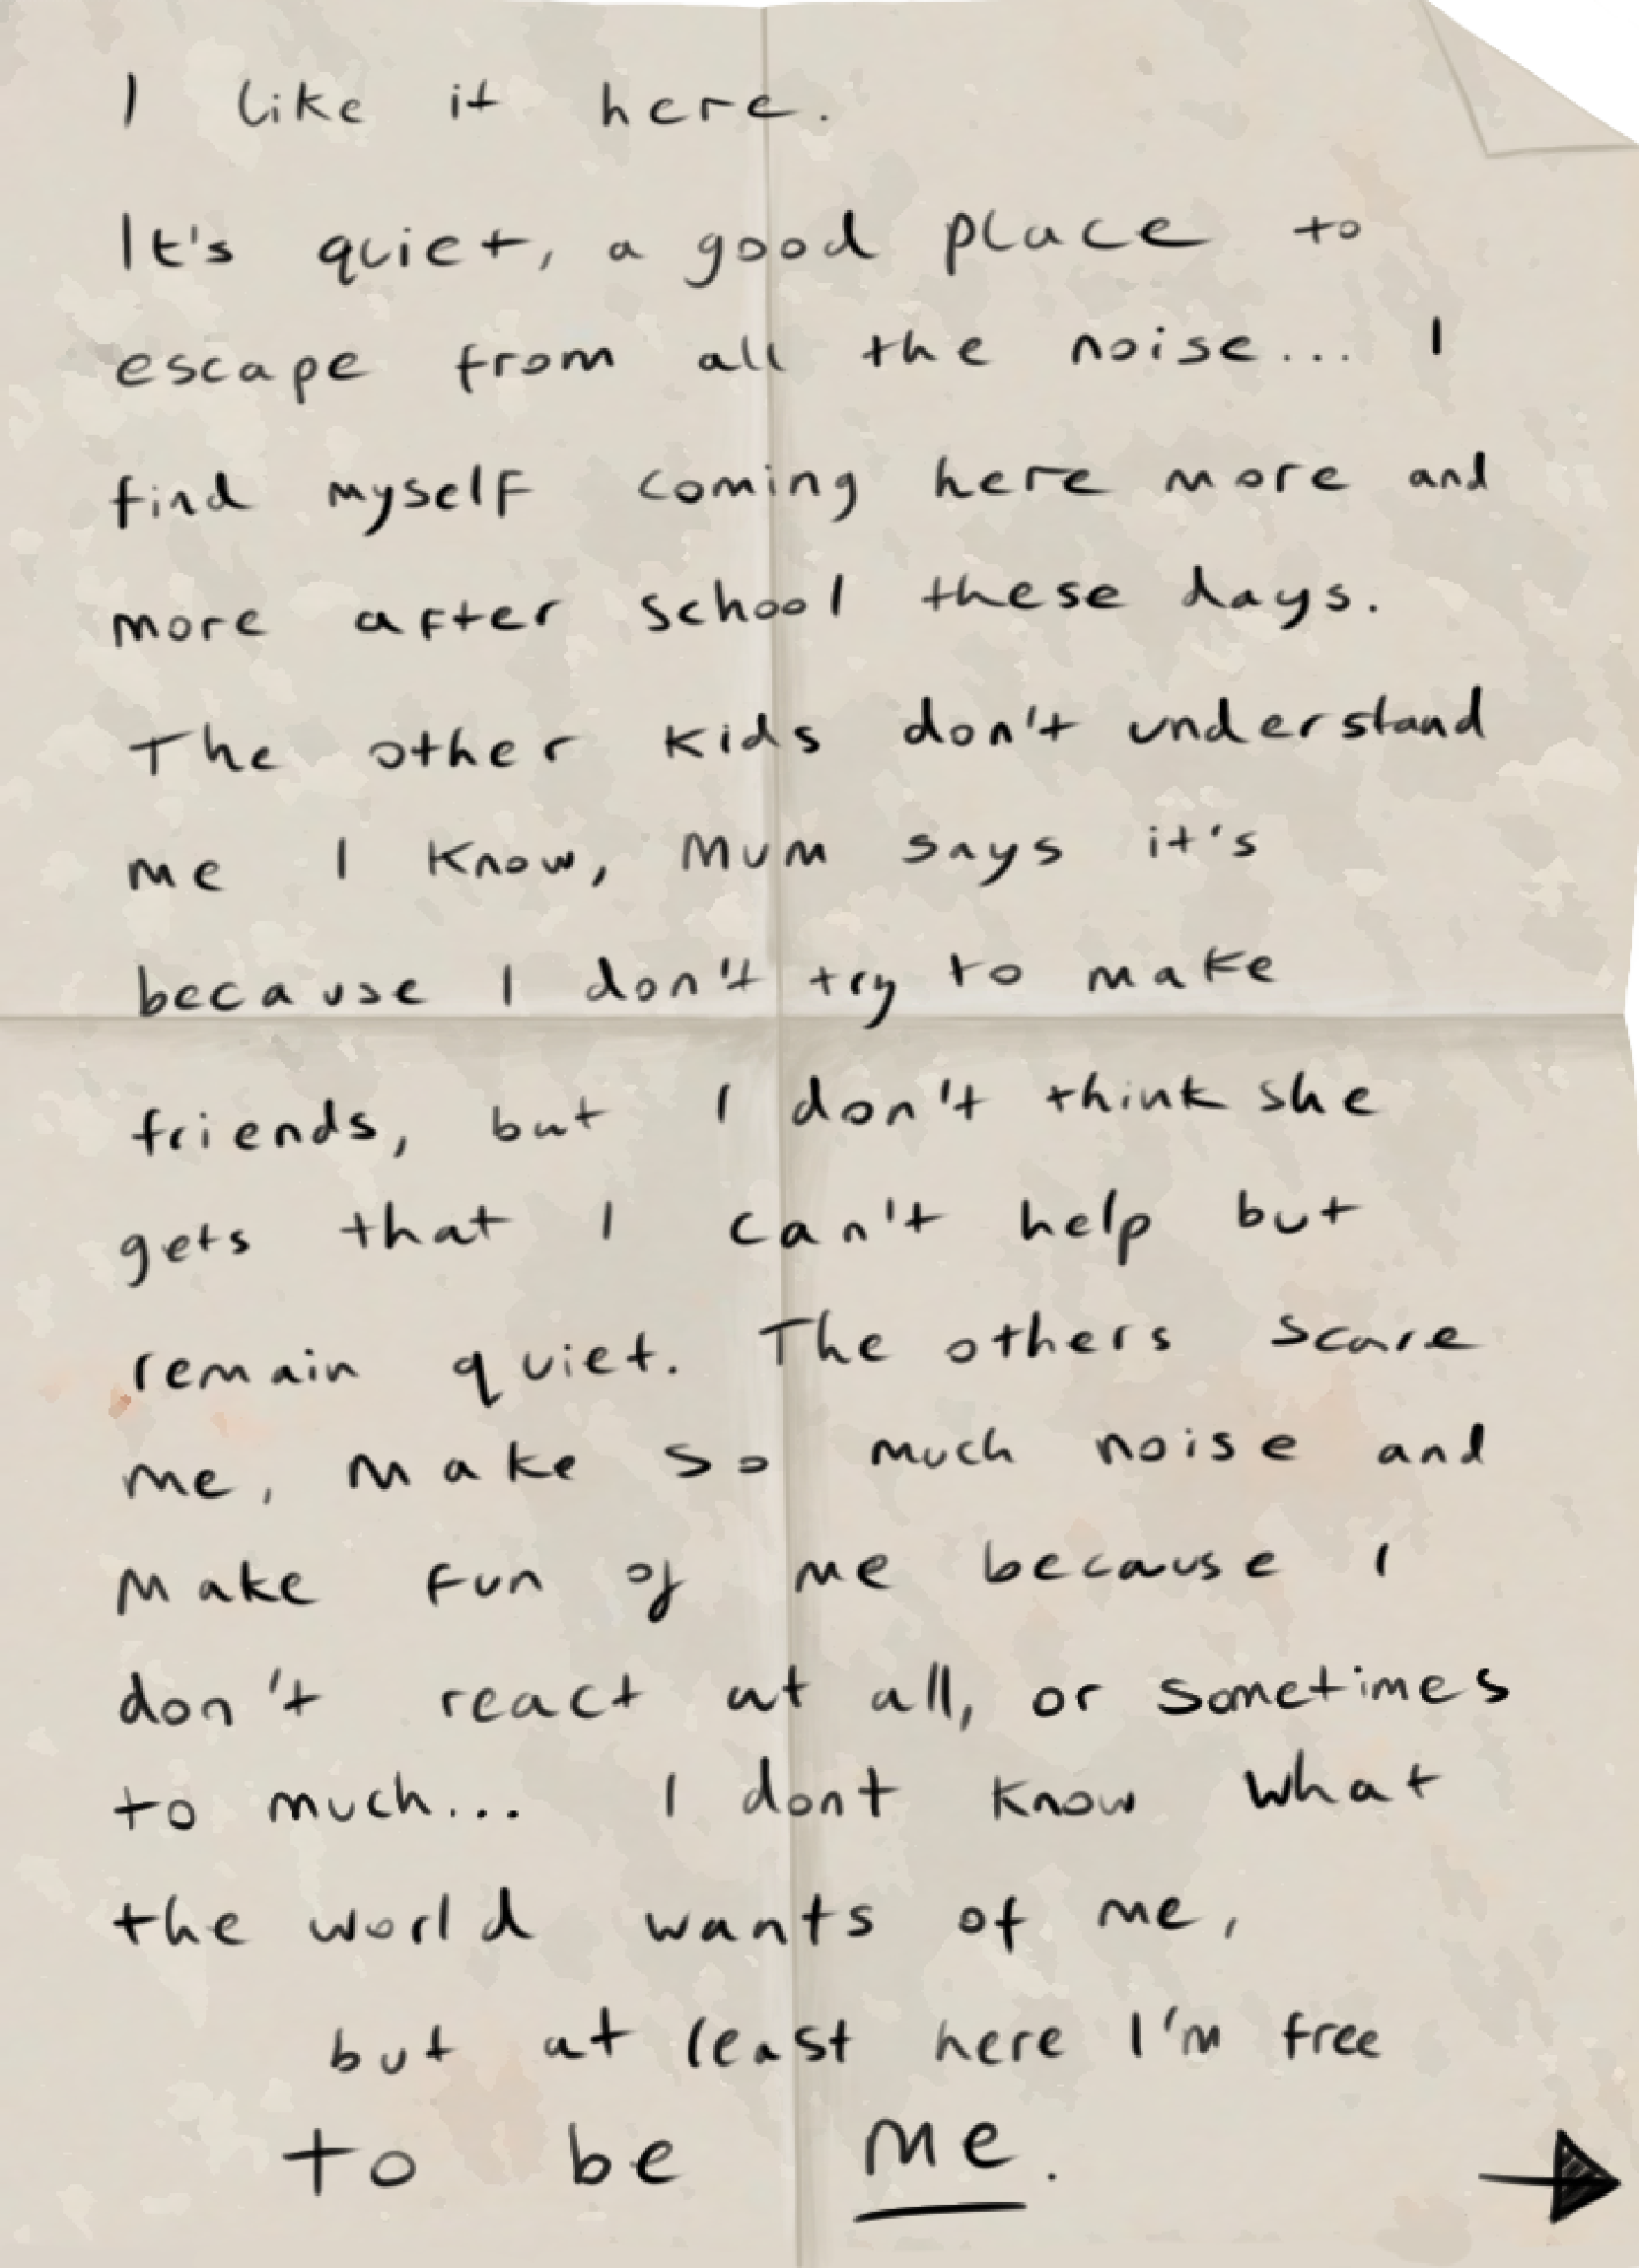 I like it here.
It's quiet, a good place to
escape from all the noise... I
find myself coming here more and
more after school these days.
The other kids don't understand
me I know, Mum says it's
because I don't try to make
friends, but I don't think she
gets that I can't help but
remain quiet. The others scare
me, make so much noise and
make fun of me because I
don't react at all, or sometimes
to much... I dont know what
the world wants of me,
but at least here I'm free
to be me.